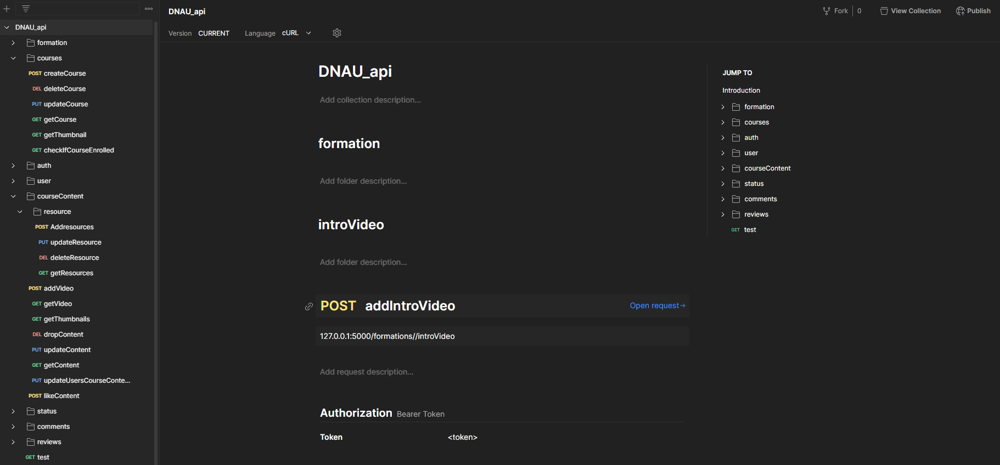 DNAU_api
formation
courses
POST createCourse
DEL deleteCourse
PUT updateCourse
GET getCourse
GET getThumbnail
GET checkIfCourseEnrolled
auth
user
courseContent
resource
POST Addresources
PUT updateResource
DEL deleteResource
GET getResources
POST addVideo
GET getVideo
GET getThumbnails
DEL dropContent
PUT updateContent
GET getContent
PUT updateUsersCourseConte...
POST likeContent
status
comments
reviews
GET test
DNAU_api
Fork 0 View Collection Publish
Version CURRENT Language cURL
DNAU_api
Add collection description...
formation
Add folder description...
introVideo
Add folder description...
POST addIntroVideo Open request→
127.0.0.1:5000/formations//introVideo
Add request description...
Authorization Bearer Token
Token <token>
JUMP TO
Introduction
formation
courses
auth
user
courseContent
status
comments
reviews
GET test